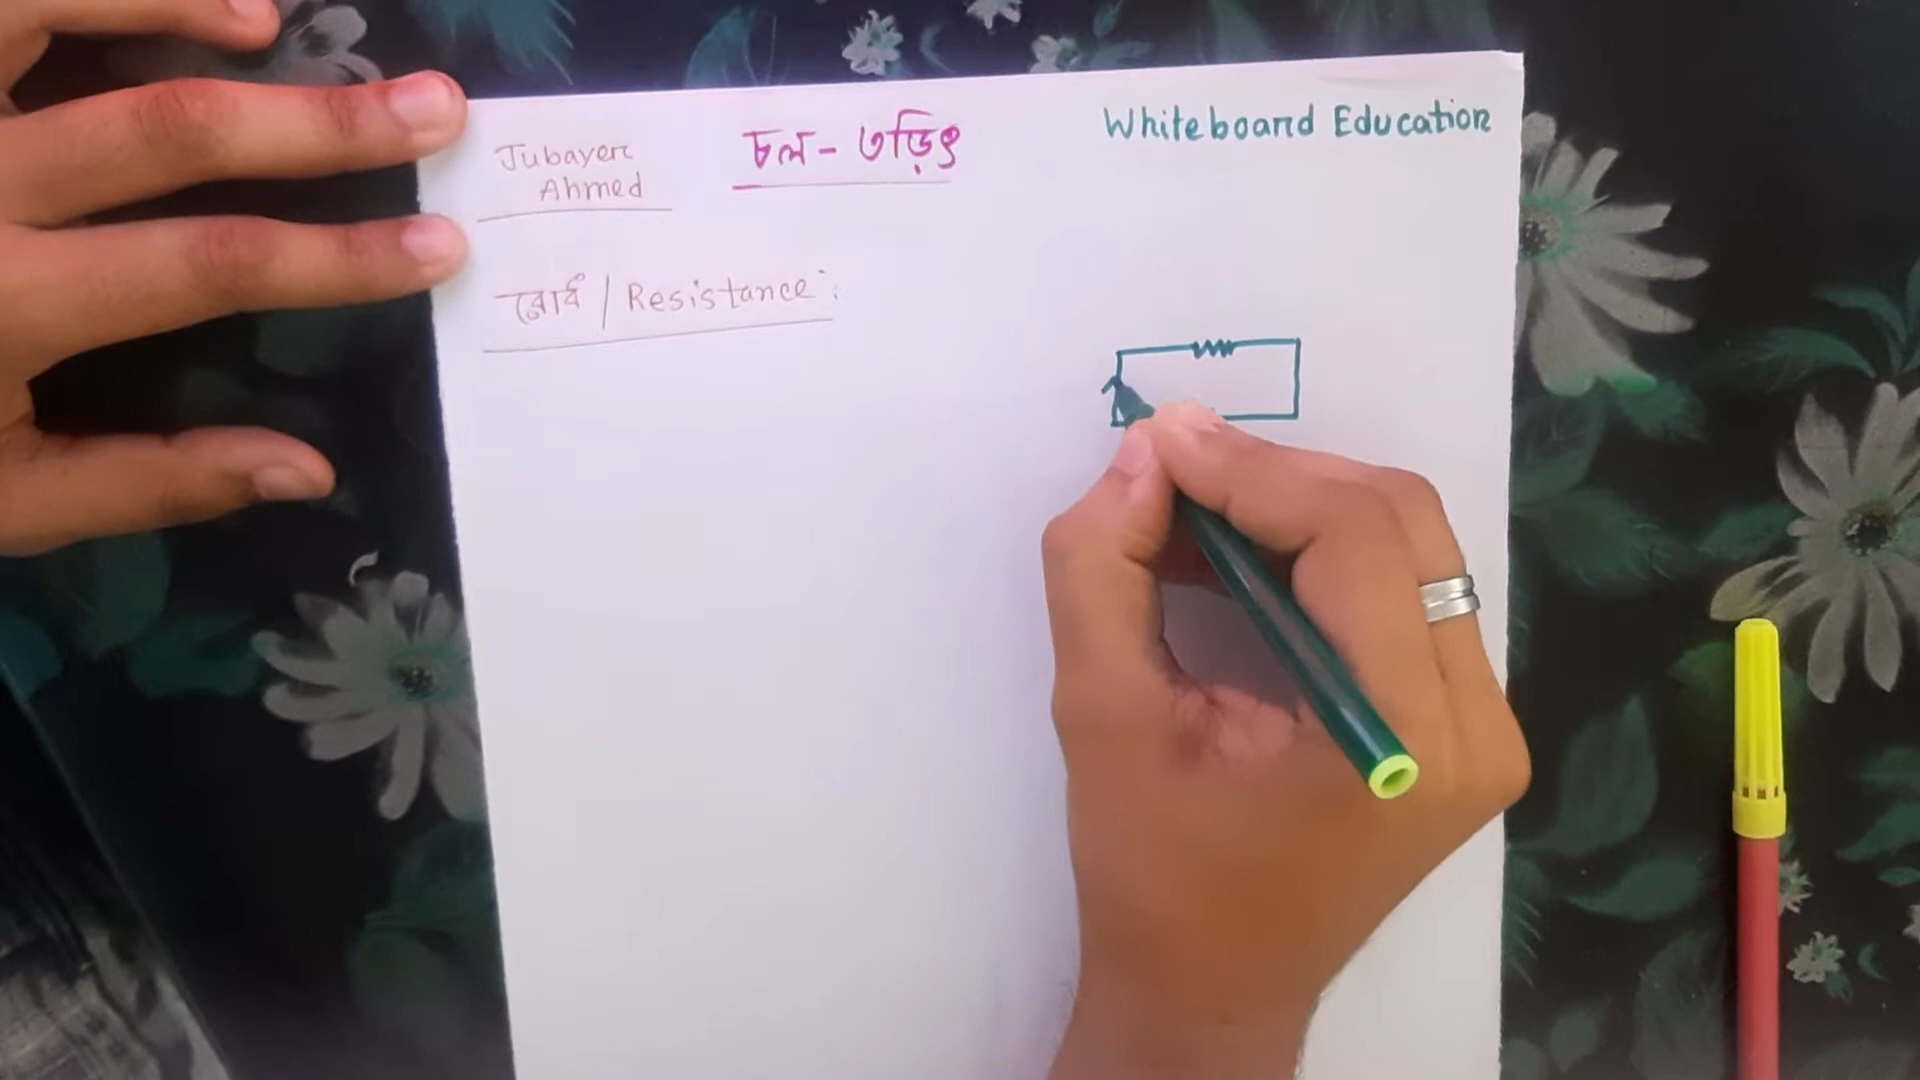 Jubayer
Ahmed
চল-তড়িৎ
Whiteboard Education
রোধ / Resistance: